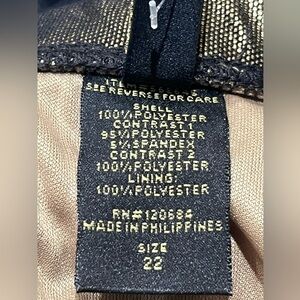 SEE REVERSE FOR CARE
SHELL
100% POLYESTER
CONTRAST 1
95% POLYESTER
5% SPANDEX
CONTRAST 2
100% POLYESTER
LINING:
100% POLYESTER
RN#120684
MADE IN PHILIPPINES
SIZE
22